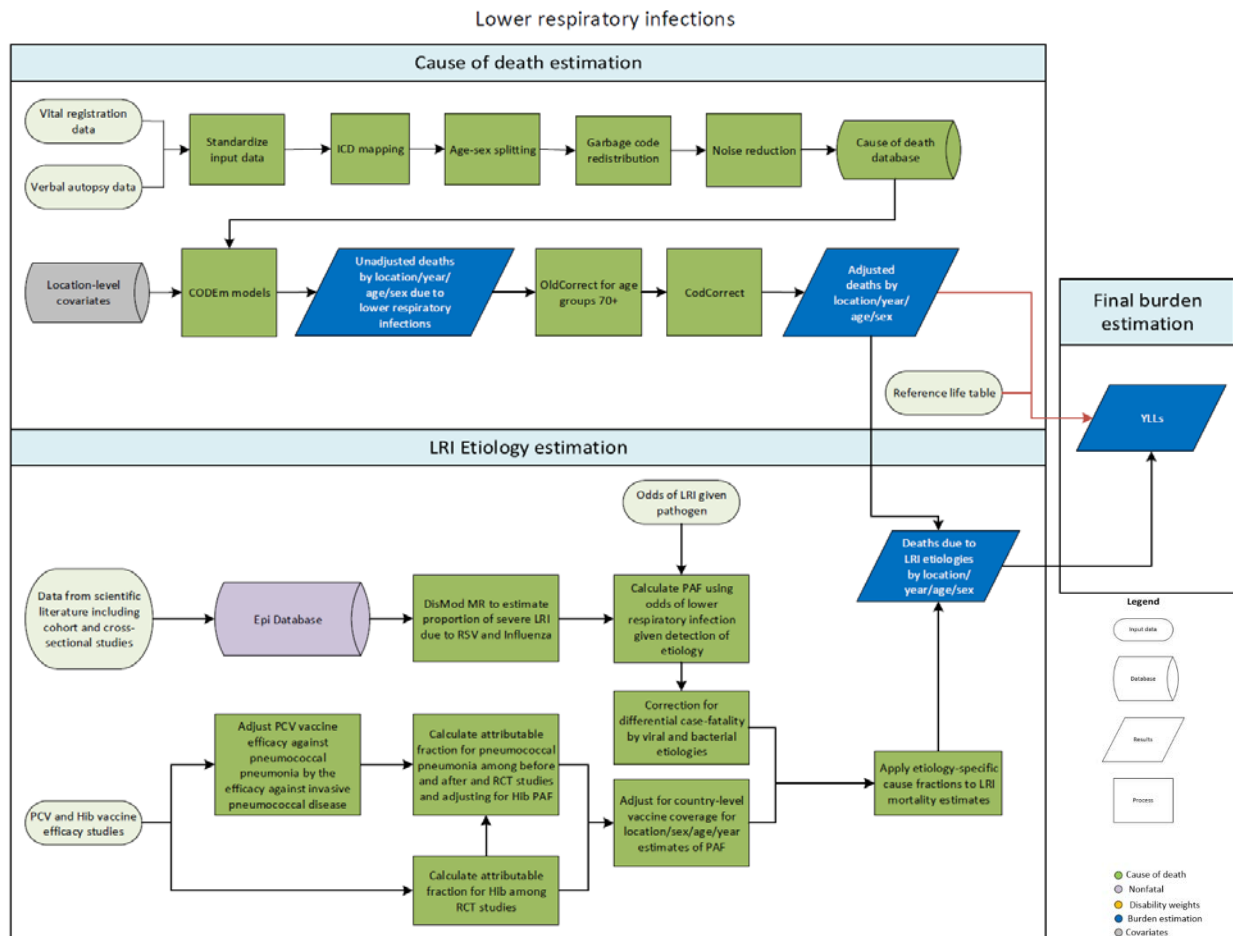 Lower respiratory infections
Cause of death estimation
Vital registration
data
Verbal autopsy data
Standardize
input data
ICD mapping
Age-sex splitting
Garbage code
redistribution
Noise reduction
Cause of death
database
Location-level
covariates
CODEm models
Unadjusted deaths
by location/year/
age/sex due to
lower respiratory
infections
OldCorrect for age
groups 70+
CodCorrect
Adjusted
deaths by
location/year/
age/sex
Reference life table
Final burden
estimation
YLLs
LRI Etiology estimation
Odds of LRI given
pathogen
Data from scientific
literature including
cohort and cross-
sectional studies
Epi Database
DisMod MR to estimate
proportion of severe LRI
due to RSV and Influenza
Calculate PAF using
odds of lower
respiratory infection
given detection of
etiology
Deaths due to
LRI etiologies
by location/
year/age/sex
Correction for
differential case-fatality
by viral and bacterial
etiologies
Adjust PCV vaccine
efficacy against
pneumococcal
pneumonia by the
efficacy against invasive
pneumococcal disease
Calculate attributable
fraction for pneumococcal
pneumonia among before
and after and RCT studies
and adjusting for Hib PAF
PCV and Hib vaccine
efficacy studies
Adjust for country-level
vaccine coverage for
location/sex/age/year
estimates of PAF
Apply etiology-specific
cause fractions to LRI
mortality estimates
Calculate attributable
fraction for Hib among
RCT studies
Legend
Input data
Database
Results
Process
Cause of death
Nonfatal
Disability weights
Burden estimation
Covariates